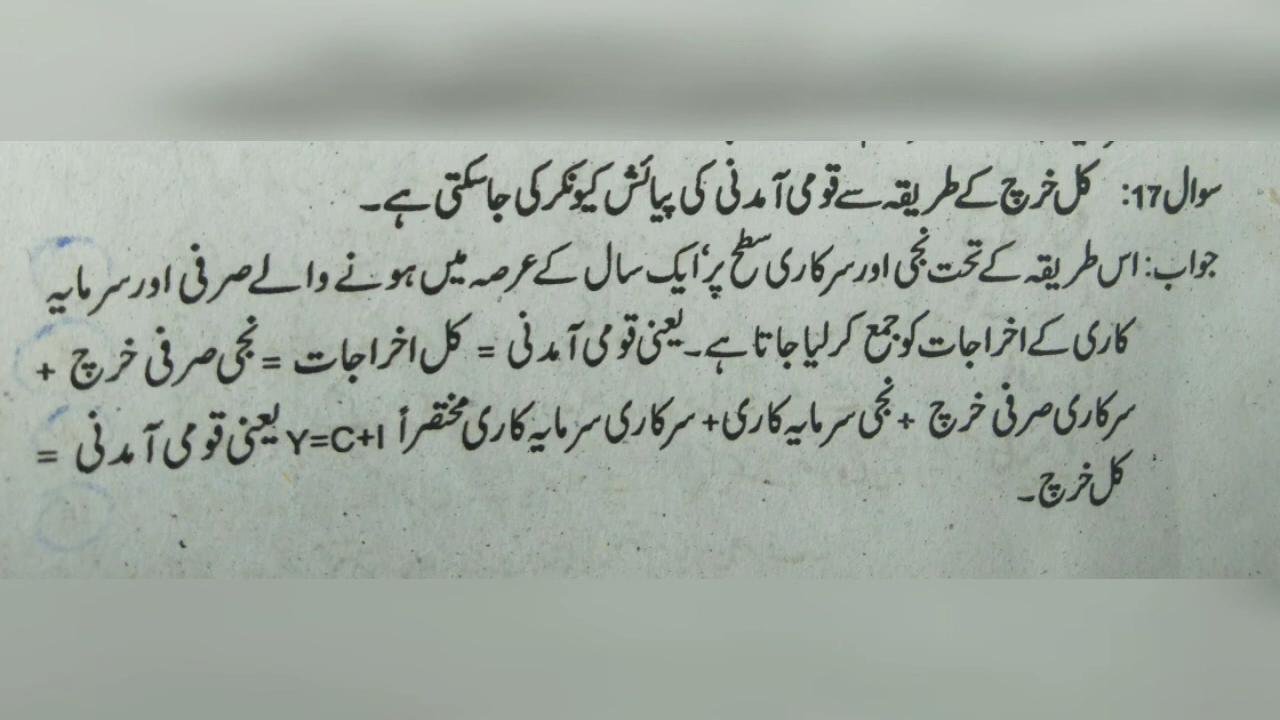 سوال 17: کل خرچ کے طریقہ سے قومی آمدنی کی پیمائش کیونکر کی جاسکتی ہے۔
جواب: اس طریقہ کے تحت نجی اور سرکاری سطح پر، ایک سال کے عرصہ میں ہونے والے صرفی اور سرمایہ
کاری کے اخراجات کو جمع کر لیا جاتا ہے۔ یعنی قومی آمدنی = کل اخراجات = نجی صرفی خرچ +
سرکاری صرفی خرچ + نجی سرمایہ کاری + سرکاری سرمایہ کاری مختصراً Y=C+I یعنی قومی آمدنی =
کل خرچ۔